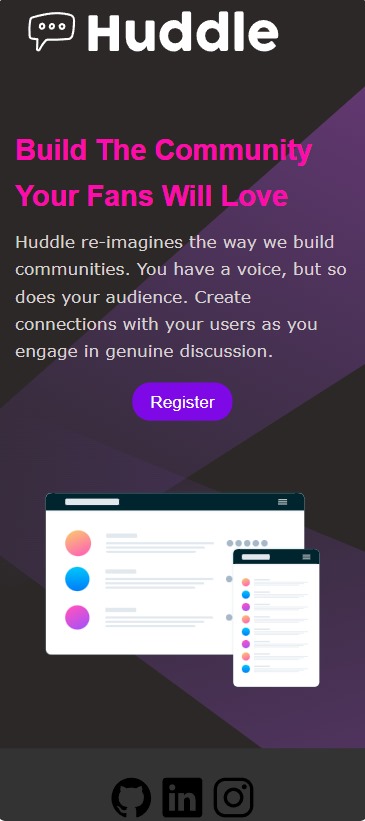 Huddle
Build The Community
Your Fans Will Love
Huddle re-imagines the way we build
communities. You have a voice, but so
does your audience. Create
connections with your users as you
engage in genuine discussion.
Register
in